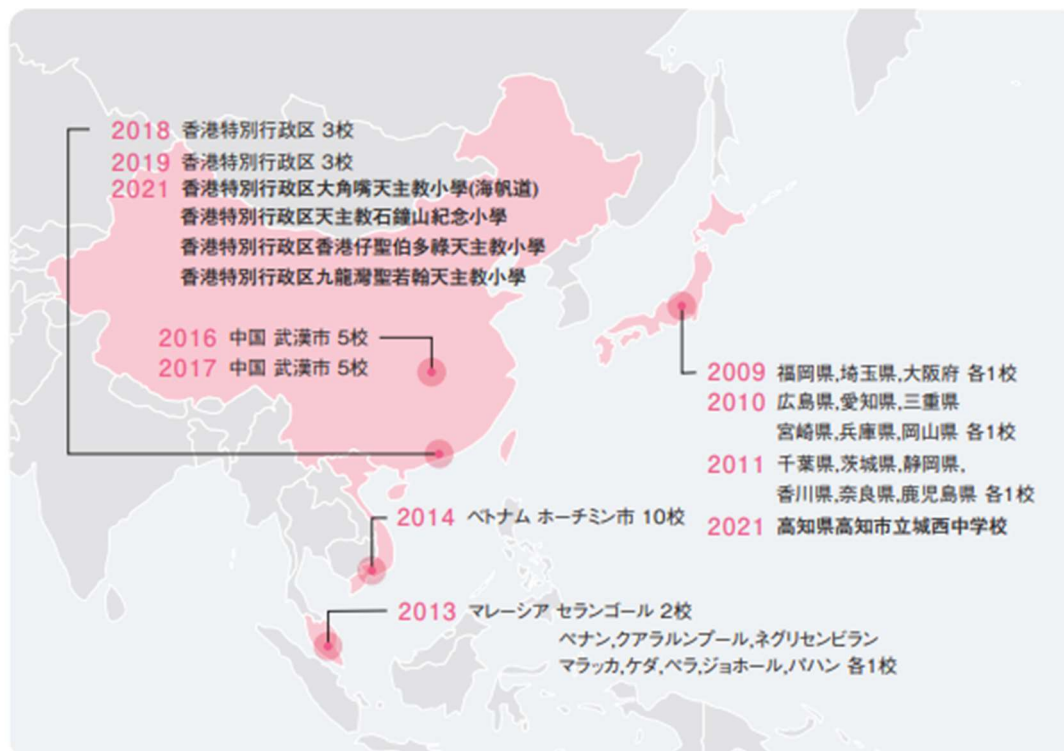 2018 香港特別行政区 3校
2019 香港特別行政区 3校
2021 香港特別行政区大角嘴天主教小學(海帆道)
香港特別行政区天主教石鐘山紀念小學
香港特別行政区香港仔聖伯多祿天主教小學
香港特別行政区九龍灣聖若翰天主教小學
2016 中国 武漢市 5校
2017 中国 武漢市 5校
2009 福岡県,埼玉県,大阪府 各1校
2010 広島県,愛知県,三重県
宮崎県,兵庫県,岡山県 各1校
2011 千葉県,茨城県,静岡県,
香川県,奈良県,鹿児島県 各1校
2021 高知県高知市立城西中学校
2014 ベトナム ホーチミン市 10校
2013 マレーシア セランゴール 2校
ペナン,クアラルンプール,ネグリセンビラン
マラッカ,ケダ,ペラ,ジョホール,パハン 各1校